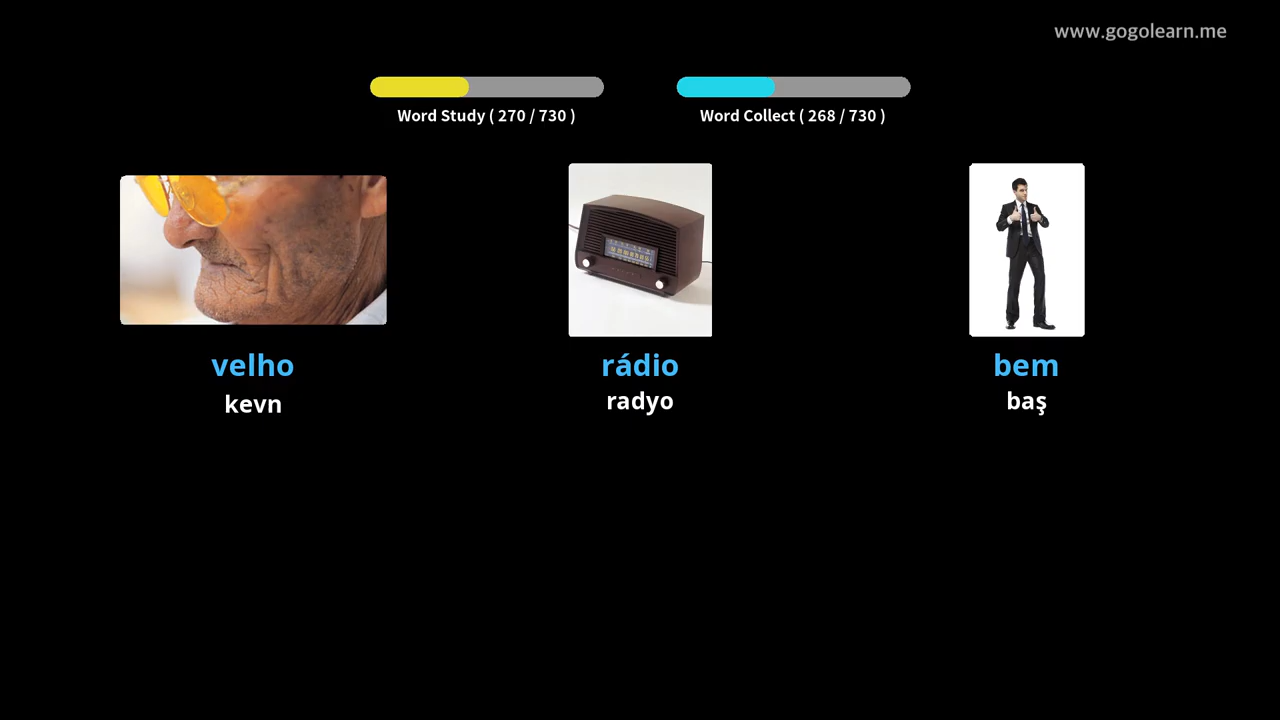 www.gogolearn.me
Word Study ( 270 / 730 )
Word Collect ( 268 / 730 )
velho
kevn
rádio
radyo
bem
baş